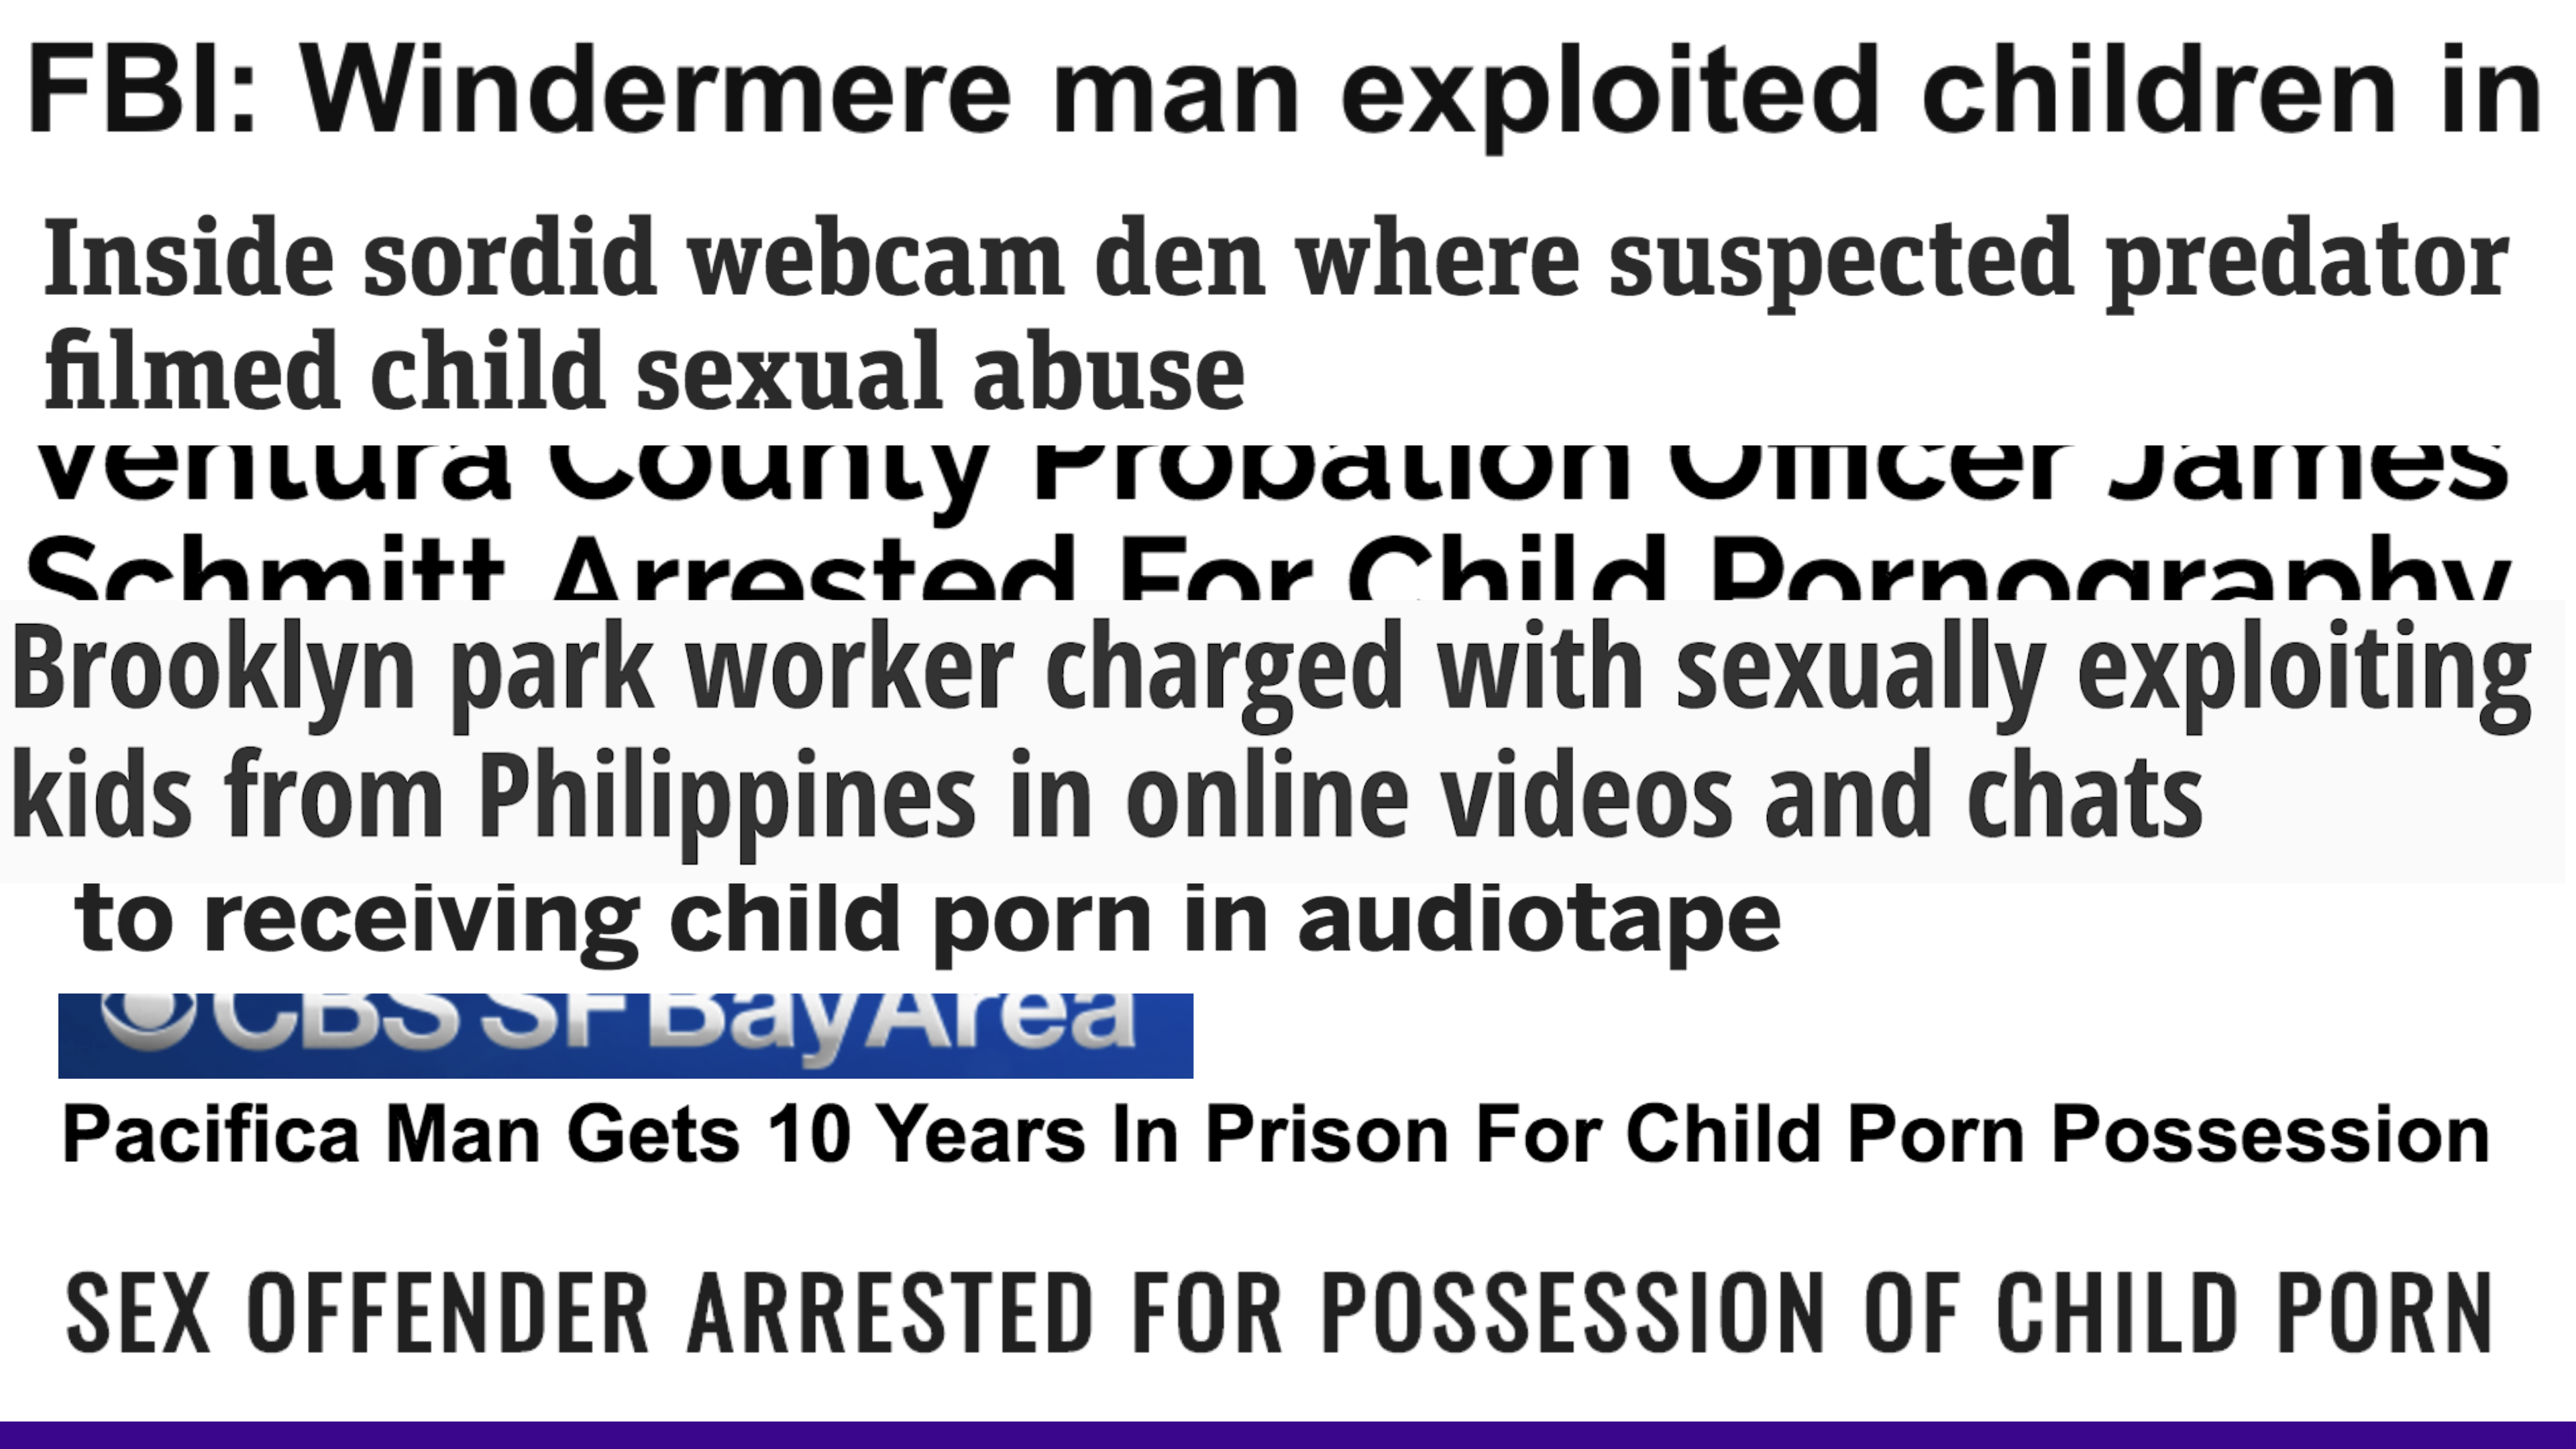 FBI: Windermere man exploited children in
Inside sordid webcam den where suspected predator
filmed child sexual abuse
Ventura County Probation Officer James
Schmitt Arrested For Child Pornography
Brooklyn park worker charged with sexually exploiting
kids from Philippines in online videos and chats
to receiving child porn in audiotape
CBS SF BayArea
Pacifica Man Gets 10 Years In Prison For Child Porn Possession
SEX OFFENDER ARRESTED FOR POSSESSION OF CHILD PORN